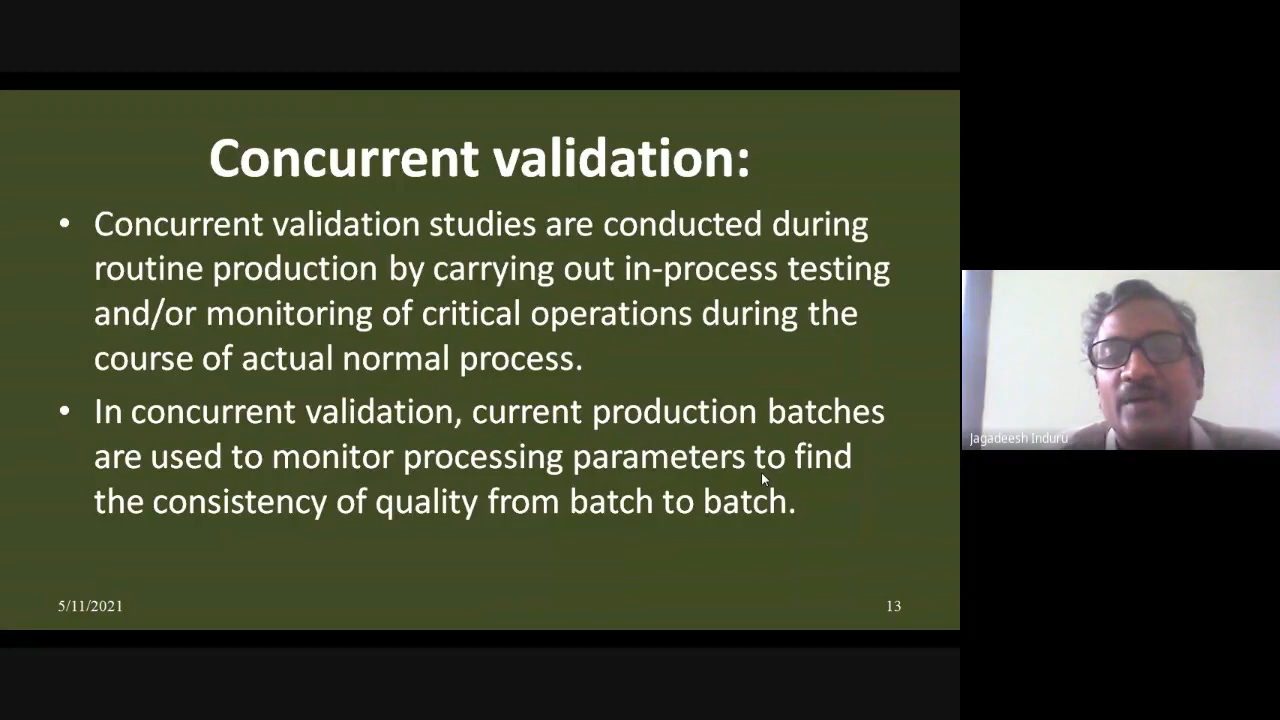 Concurrent validation:
• Concurrent validation studies are conducted during
routine production by carrying out in-process testing
and/or monitoring of critical operations during the
course of actual normal process.
• In concurrent validation, current production batches
are used to monitor processing parameters to find
the consistency of quality from batch to batch.
5/11/2021
13
Jagadeesh Induru